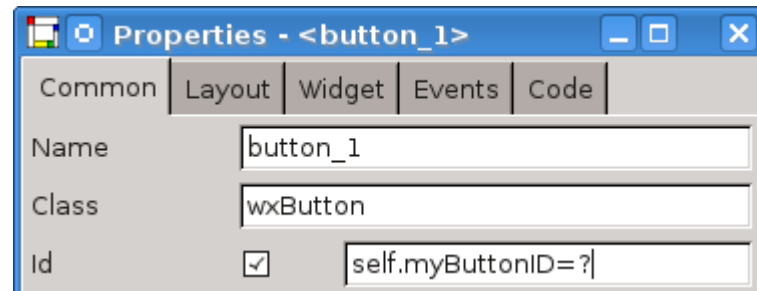 Properties - <button_1>
Common Layout Widget Events Code
Name button_1
Class wxButton
Id self.myButtonID=?